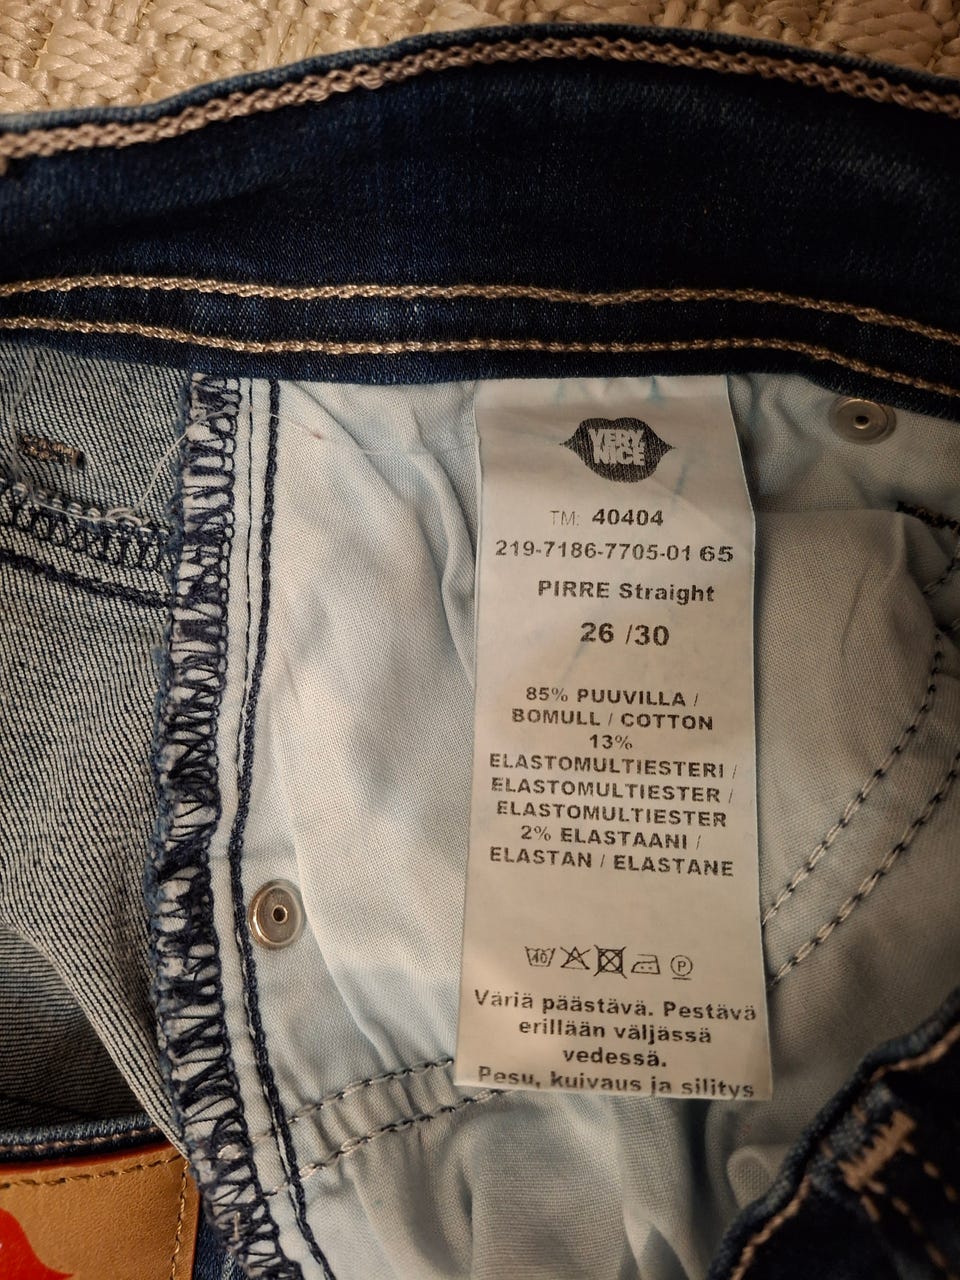 VERY
NICE
TM: 40404
219-7186-7705-01 65
PIRRE Straight
26 /30
85% PUUVILLA /
BOMULL / COTTON
13%
ELASTOMULTIESTERI /
ELASTOMULTIESTER /
ELASTOMULTIESTER
2% ELASTAANI /
ELASTAN / ELASTANE
40 P
Väriä päästävä. Pestävä
erillään väljässä
vedessä.
Pesu, kuivaus ja silitys